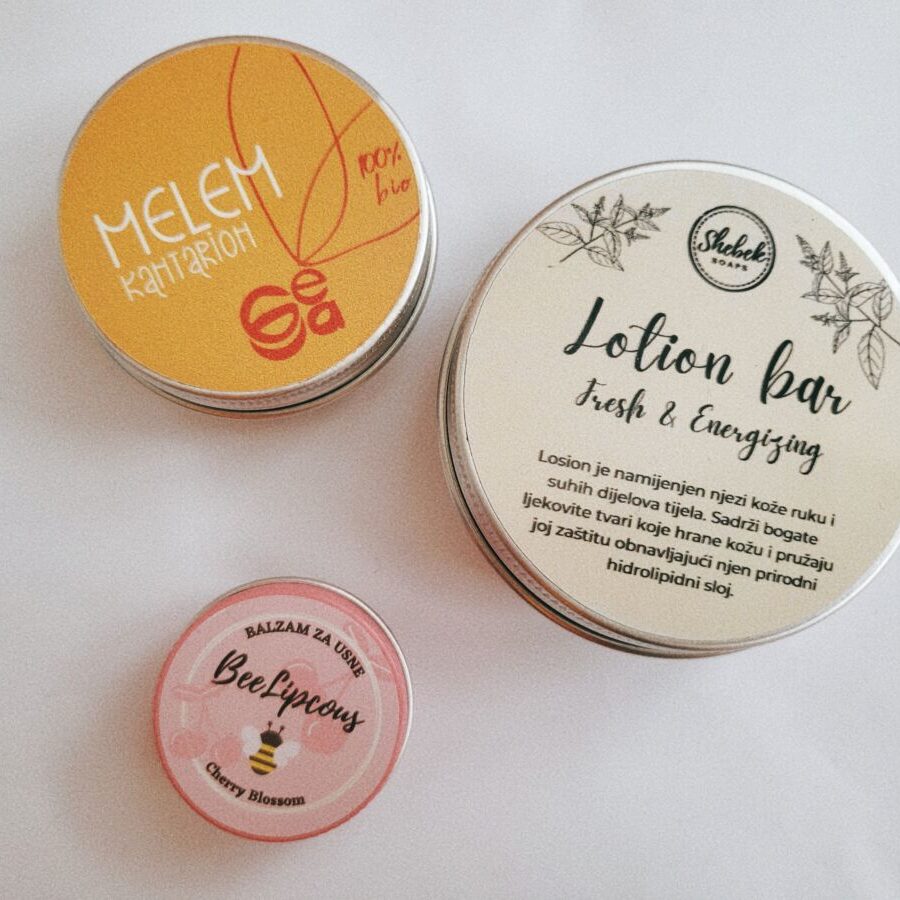 MELEM
KANTARION
100%
bio
Shebek
SOAPS
Lotion bar
Fresh & Energizing
Losion je namijenjen njezi kože ruku i
suhih dijelova tijela. Sadrži bogate
ljekovite tvari koje hrane kožu i pružaju
joj zaštitu obnavljajući njen prirodni
hidrolipidni sloj.
BALZAM ZA USNE
BeeLipcous
Cherry Blossom